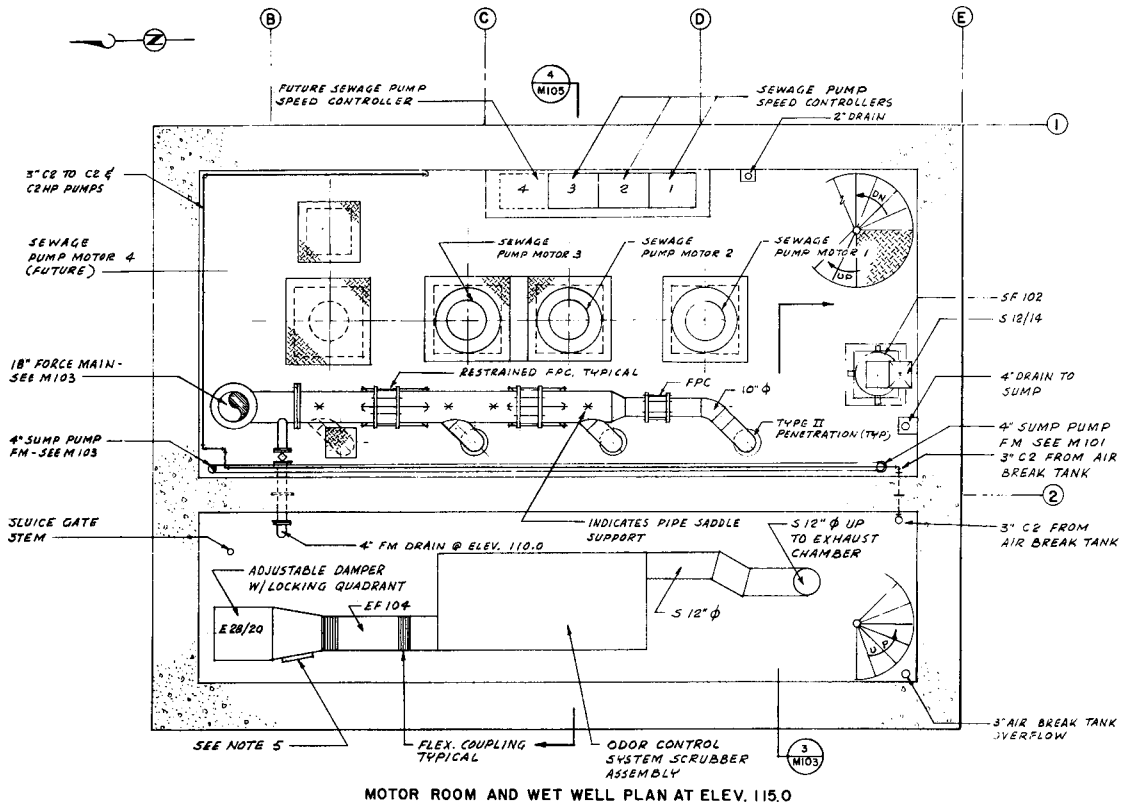 B
C
D
E
Z
4
M105
FUTURE SEWAGE PUMP
SPEED CONTROLLER
SEWAGE PUMP
SPEED CONTROLLERS
2" DRAIN
1
3" C2 TO C2 &
C2HP PUMPS
4
3
2
1
DN
UP
SEWAGE
PUMP MOTOR 4
(FUTURE)
SEWAGE
PUMP MOTOR 3
SEWAGE
PUMP MOTOR 2
SEWAGE
PUMP MOTOR 1
SF 102
S 12/14
18" FORCE MAIN-
SEE M103
RESTRAINED FPC, TYPICAL
FPC
10" φ
4" DRAIN TO
SUMP
TYPE II
PENETRATION (TYP)
4" SUMP PUMP
FM - SEE M103
4" SUMP PUMP
FM SEE M101
3" C2 FROM AIR
BREAK TANK
2
SLUICE GATE
STEM
INDICATES PIPE SADDLE
SUPPORT
S 12" φ UP
TO EXHAUST
CHAMBER
3" C2 FROM
AIR BREAK TANK
4" FM DRAIN @ ELEV. 110.0
ADJUSTABLE DAMPER
W/LOCKING QUADRANT
EF 104
E 28/20
S 12" φ
UP
SEE NOTE 5
FLEX. COUPLING
TYPICAL
ODOR CONTROL
SYSTEM SCRUBBER
ASSEMBLY
3
M103
3" AIR BREAK TANK
OVERFLOW
MOTOR ROOM AND WET WELL PLAN AT ELEV. 115.0